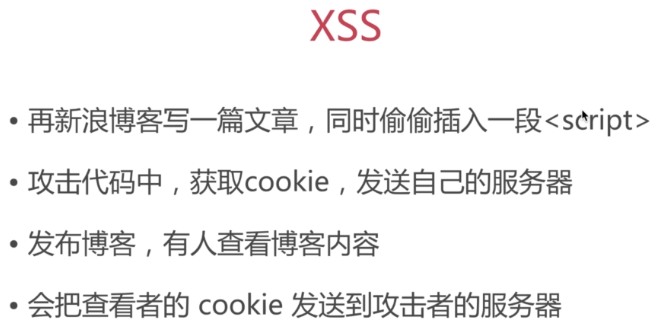 XSS
• 再新浪博客写一篇文章，同时偷偷插入一段<script>
• 攻击代码中，获取cookie，发送自己的服务器
• 发布博客，有人查看博客内容
• 会把查看者的 cookie 发送到攻击者的服务器